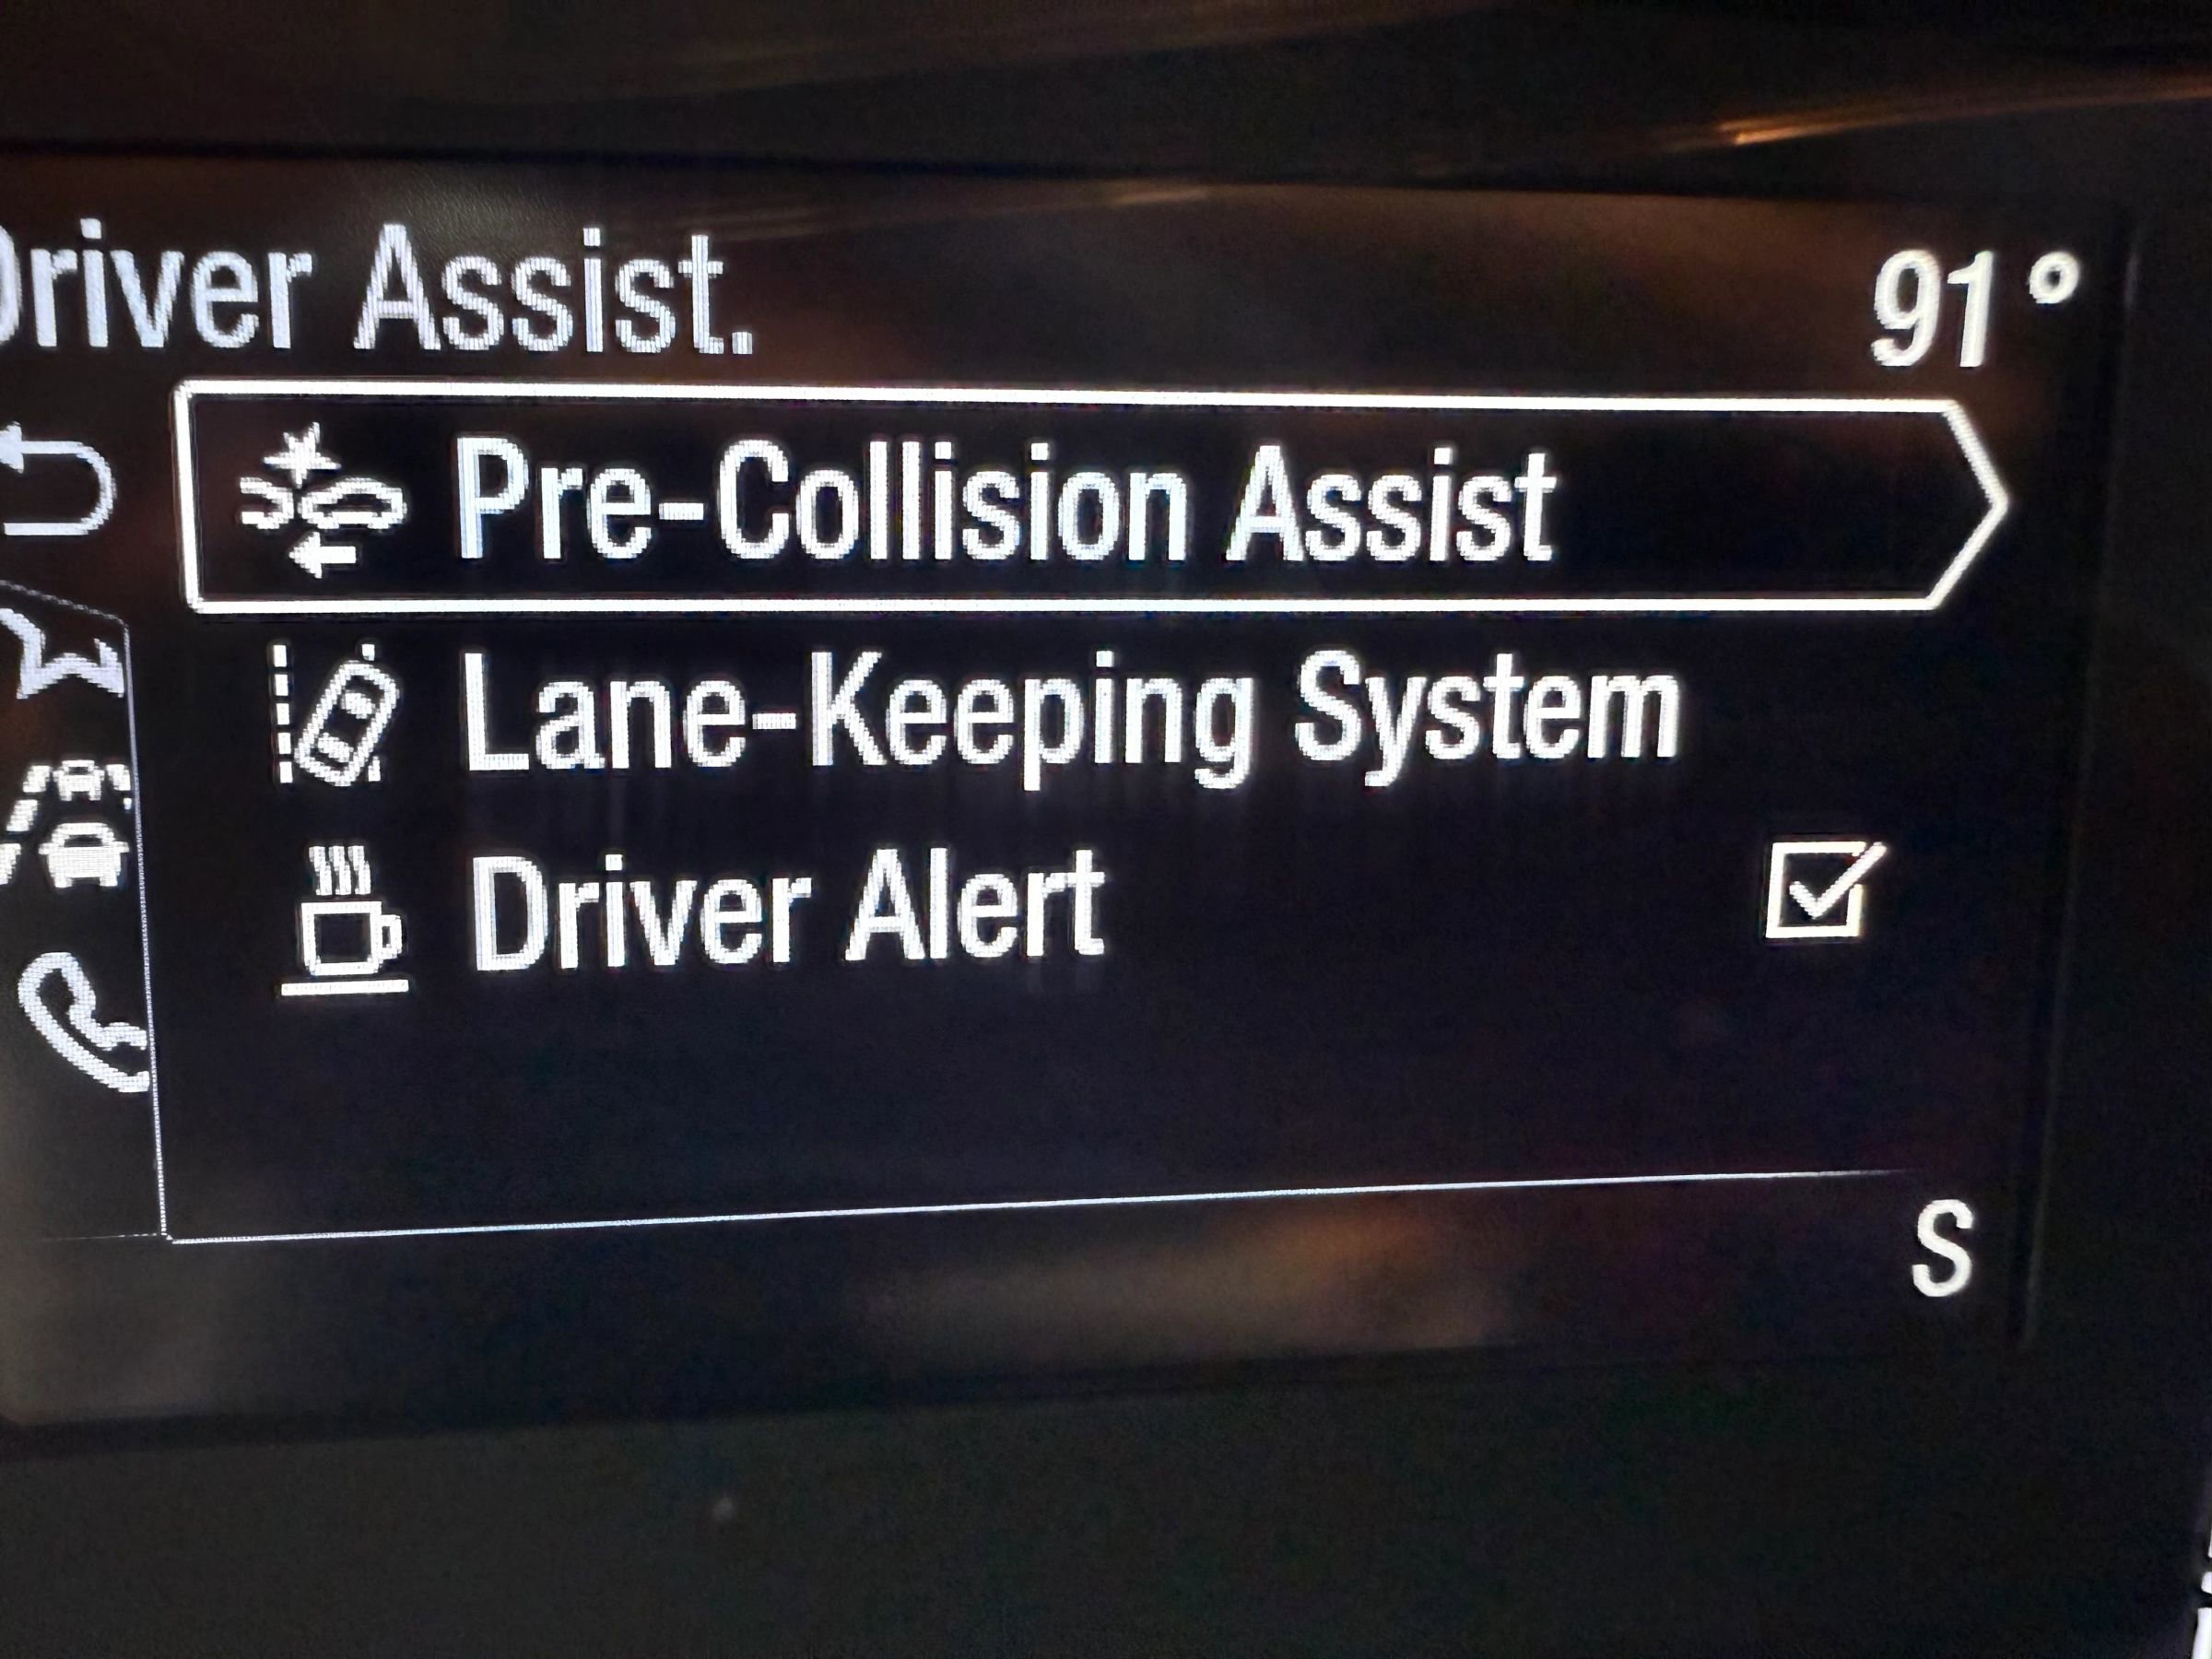 Driver Assist.
91°
Pre-Collision Assist
Lane-Keeping System
Driver Alert
S